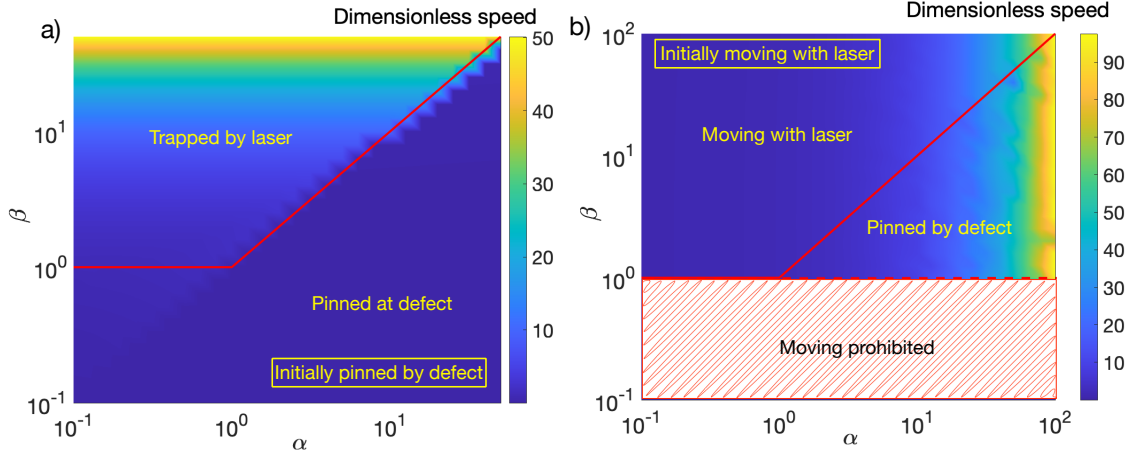 a)
Dimensionless speed
50
40
30
20
10
10^1
10^0
10^-1
β
Trapped by laser
Pinned at defect
Initially pinned by defect
10^-1
10^0
10^1
α
b)
Dimensionless speed
10^2
10^1
10^0
10^-1
β
Initially moving with laser
Moving with laser
Pinned by defect
Moving prohibited
90
80
70
60
50
40
30
20
10
10^-1
10^0
10^1
10^2
α